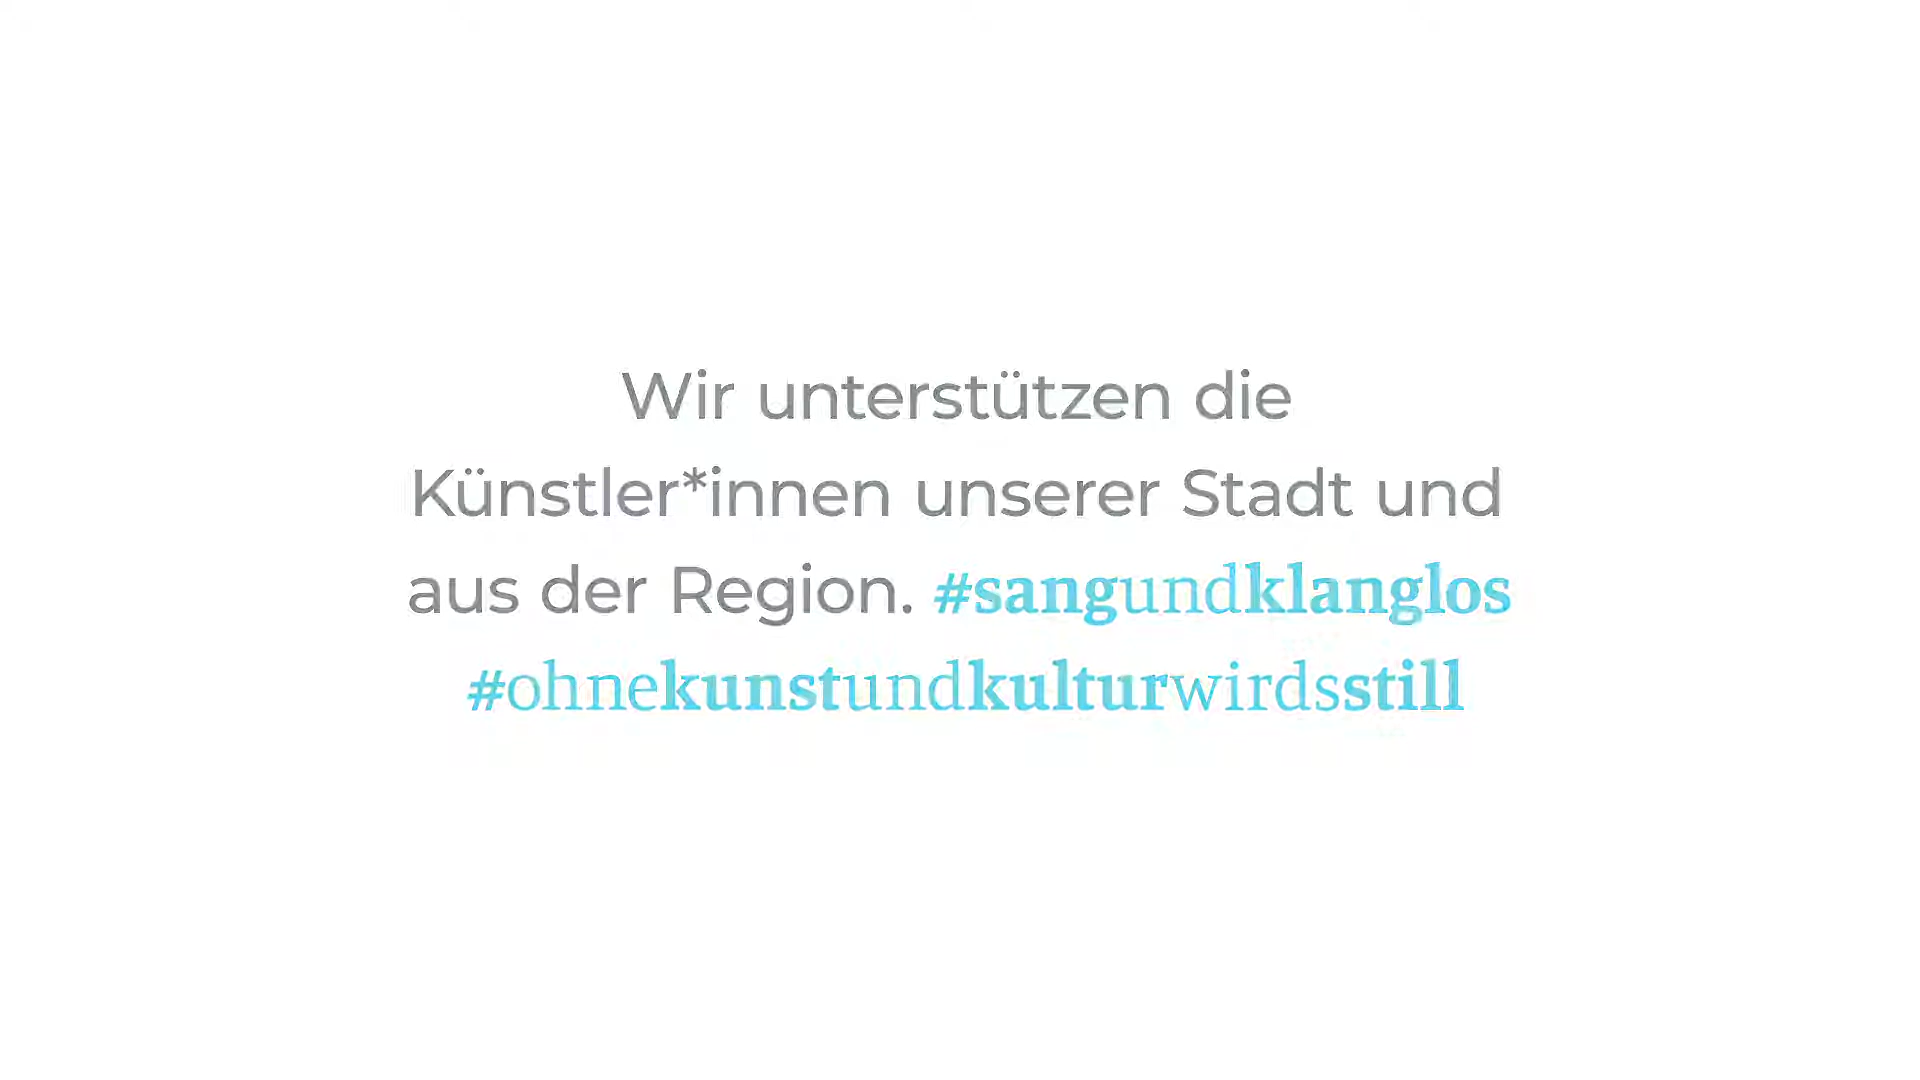 Wir unterstützen die
Künstler*innen unserer Stadt und
aus der Region. #sangundklanglos
#ohnekunstundkulturwirdsstill